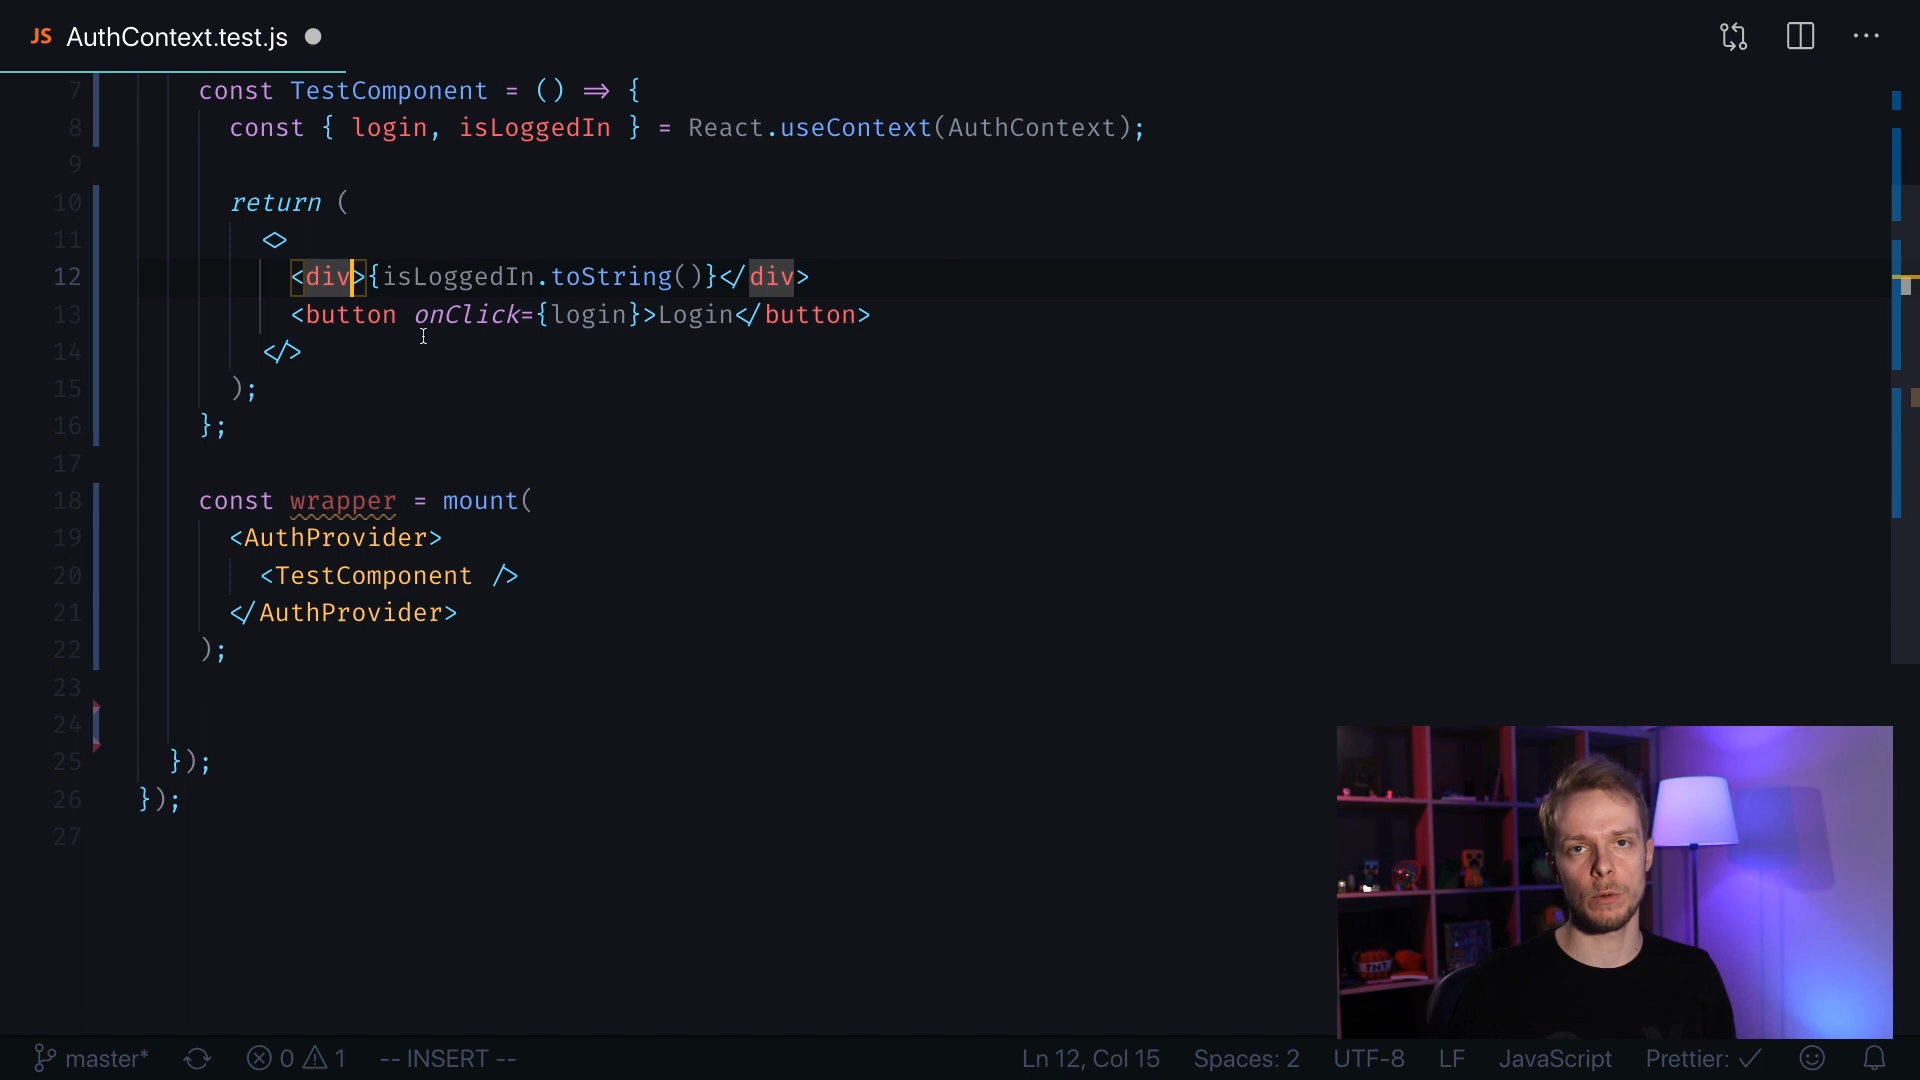 JS AuthContext.test.js
7 const TestComponent = () => {
8 const { login, isLoggedIn } = React.useContext(AuthContext);
9
10 return (
11 <>
12 <div>{isLoggedIn.toString()}</div>
13 <button onClick={login}>Login</button>
14 </>
15 );
16 };
17
18 const wrapper = mount(
19 <AuthProvider>
20 <TestComponent />
21 </AuthProvider>
22 );
23
24
25 });
26 });
27
TNT
master* 0 1 -- INSERT -- Ln 12, Col 15 Spaces: 2 UTF-8 LF JavaScript Prettier: ✓